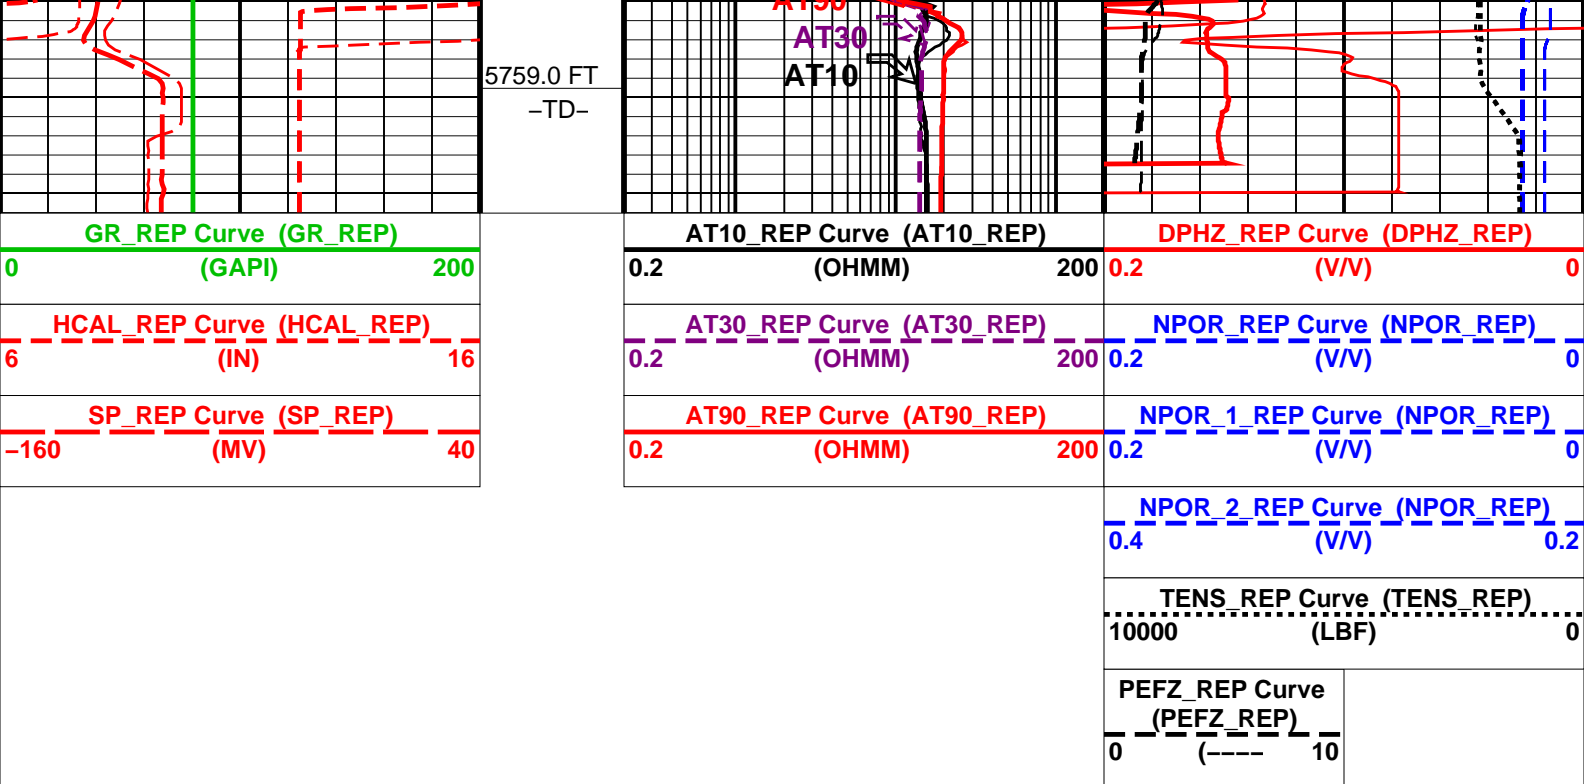 AT90
AT30
AT10
5759.0 FT
–TD–
GR_REP Curve (GR_REP)
0 (GAPI) 200
HCAL_REP Curve (HCAL_REP)
6 (IN) 16
SP_REP Curve (SP_REP)
–160 (MV) 40
AT10_REP Curve (AT10_REP)
0.2 (OHMM) 200
AT30_REP Curve (AT30_REP)
0.2 (OHMM) 200
AT90_REP Curve (AT90_REP)
0.2 (OHMM) 200
DPHZ_REP Curve (DPHZ_REP)
0.2 (V/V) 0
NPOR_REP Curve (NPOR_REP)
0.2 (V/V) 0
NPOR_1_REP Curve (NPOR_REP)
0.2 (V/V) 0
NPOR_2_REP Curve (NPOR_REP)
0.4 (V/V) 0.2
TENS_REP Curve (TENS_REP)
10000 (LBF) 0
PEFZ_REP Curve
(PEFZ_REP)
0 (–––– 10